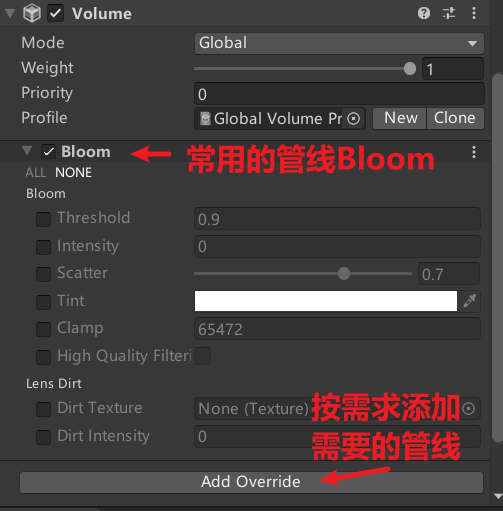 Volume
Mode Global
Weight 1
Priority 0
Profile Global Volume Pr New Clone
Bloom
常用的管线Bloom
ALL NONE
Bloom
Threshold 0.9
Intensity 0
Scatter 0.7
Tint
Clamp 65472
High Quality Filteri
Lens Dirt
Dirt Texture None (Texture)
Dirt Intensity 0
按需求添加
需要的管线
Add Override